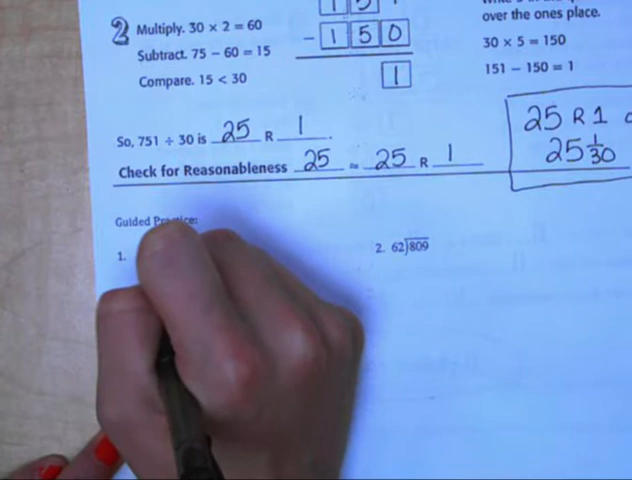 over the ones place.
2 Multiply. 30 × 2 = 60
- 1 5 0
Subtract. 75 − 60 = 15
30 × 5 = 150
Compare. 15 < 30
1
151 − 150 = 1
25 R 1
So, 751 ÷ 30 is 25 R 1.
25 1/30
Check for Reasonableness 25 ≈ 25 R 1
Guided Practice:
1.
2. 62)809